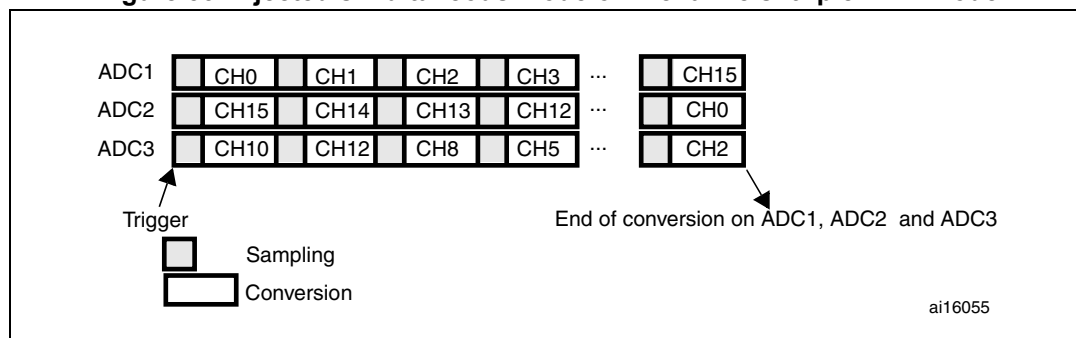 ADC1 CH0 CH1 CH2 CH3 ... CH15
ADC2 CH15 CH14 CH13 CH12 ... CH0
ADC3 CH10 CH12 CH8 CH5 ... CH2
Trigger
End of conversion on ADC1, ADC2 and ADC3
Sampling
Conversion
ai16055